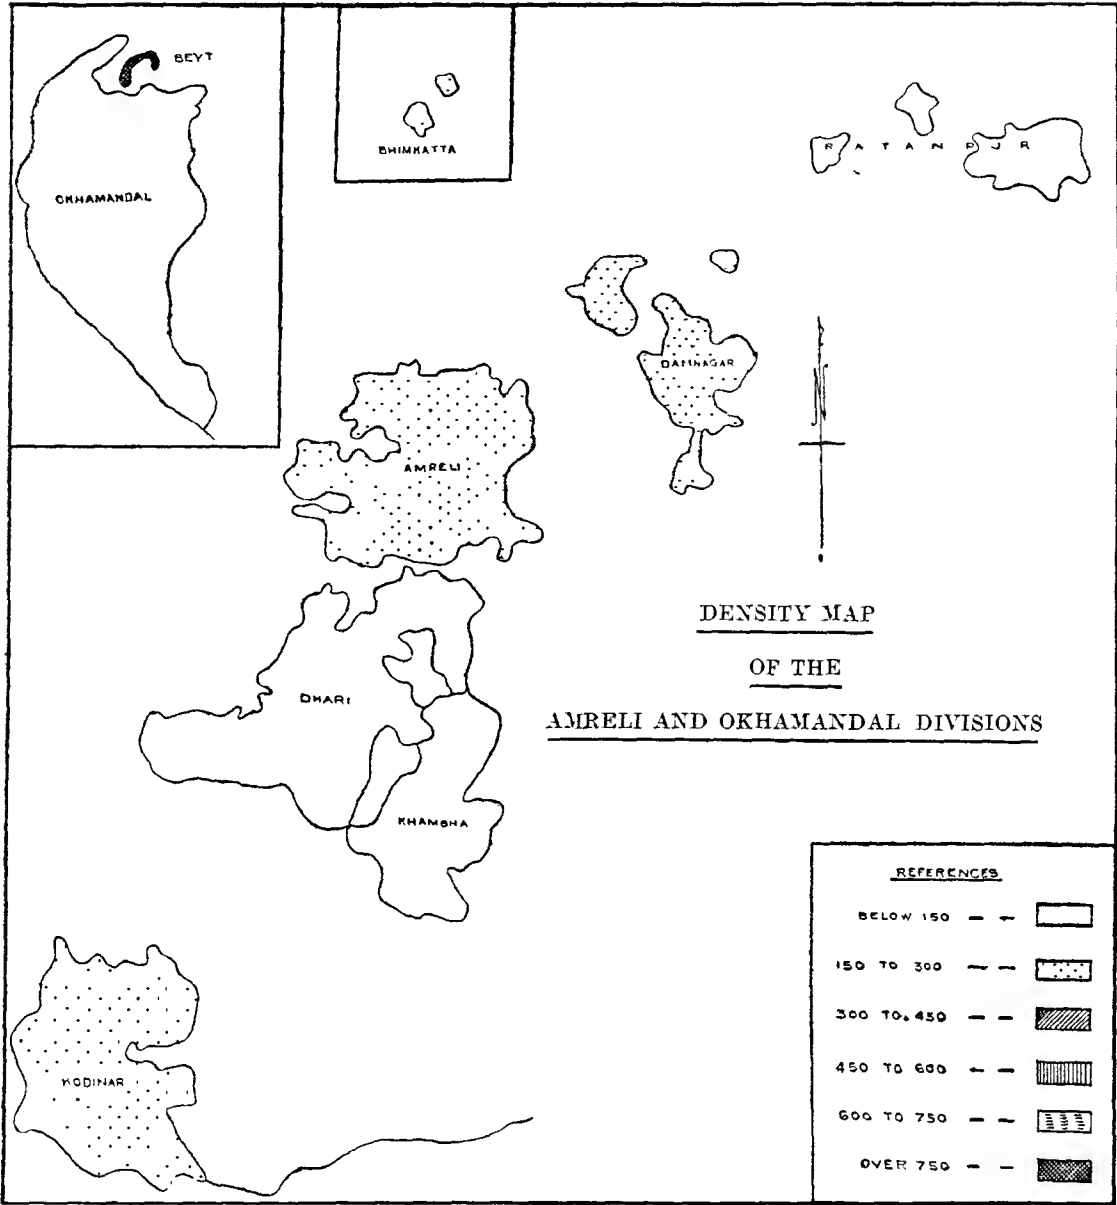 BEYT
OKHAMANDAL
BHIMKATTA
RATANPUR
DAMNAGAR
AMRELI
N
DENSITY MAP
OF THE
AMRELI AND OKHAMANDAL DIVISIONS
DHARI
KHAMBHA
KODINAR
REFERENCES
BELOW 150 – –
150 TO 300 – –
300 TO 450 – –
450 TO 600 – –
600 TO 750 – –
OVER 750 – –